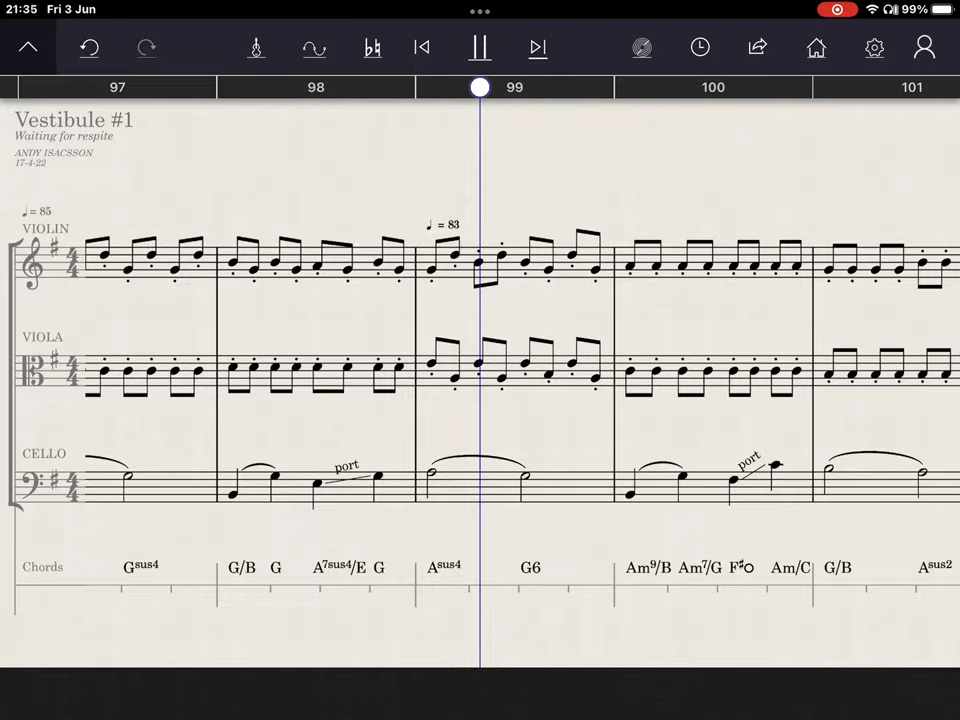 21:35 Fri 3 Jun 99%
97 98 99 100 101
Vestibule #1
Waiting for respite
ANDY ISACSSON
17-4-22
♩= 85
♩ = 83
VIOLIN
VIOLA
CELLO
port
port
Chords Gsus4 G/B G A7sus4/E G Asus4 G6 Am9/B Am7/G F♯o Am/C G/B Asus2